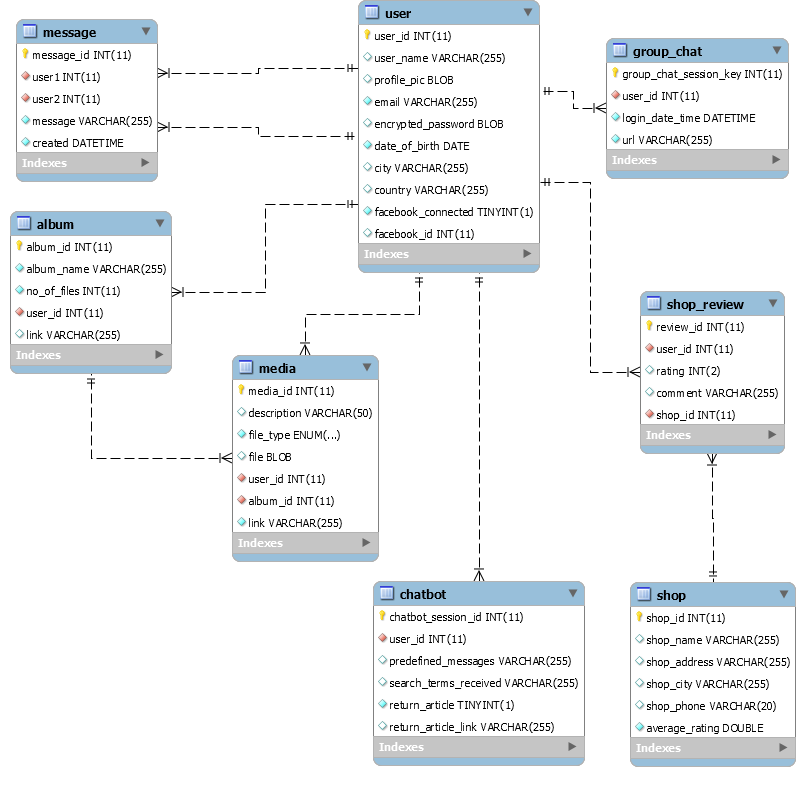 message
message_id INT(11)
user1 INT(11)
user2 INT(11)
message VARCHAR(255)
created DATETIME
Indexes
user
user_id INT(11)
user_name VARCHAR(255)
profile_pic BLOB
email VARCHAR(255)
encrypted_password BLOB
date_of_birth DATE
city VARCHAR(255)
country VARCHAR(255)
facebook_connected TINYINT(1)
facebook_id INT(11)
Indexes
group_chat
group_chat_session_key INT(11)
user_id INT(11)
login_date_time DATETIME
url VARCHAR(255)
Indexes
album
album_id INT(11)
album_name VARCHAR(255)
no_of_files INT(11)
user_id INT(11)
link VARCHAR(255)
Indexes
media
media_id INT(11)
description VARCHAR(50)
file_type ENUM(...)
file BLOB
user_id INT(11)
album_id INT(11)
link VARCHAR(255)
Indexes
shop_review
review_id INT(11)
user_id INT(11)
rating INT(2)
comment VARCHAR(255)
shop_id INT(11)
Indexes
chatbot
chatbot_session_id INT(11)
user_id INT(11)
predefined_messages VARCHAR(255)
search_terms_received VARCHAR(255)
return_article TINYINT(1)
return_article_link VARCHAR(255)
Indexes
shop
shop_id INT(11)
shop_name VARCHAR(255)
shop_address VARCHAR(255)
shop_city VARCHAR(255)
shop_phone VARCHAR(20)
average_rating DOUBLE
Indexes